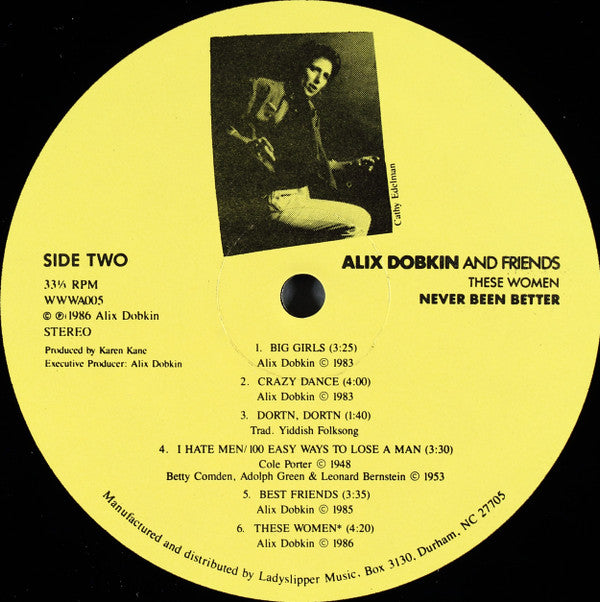 Cathy Edelman
SIDE TWO
33⅓ RPM
WWWA005
© ℗ 1986 Alix Dobkin
STEREO
Produced by Karen Kane
Executive Producer: Alix Dobkin
ALIX DOBKIN AND FRIENDS
THESE WOMEN
NEVER BEEN BETTER
1. BIG GIRLS (3:25)
Alix Dobkin © 1983
2. CRAZY DANCE (4:00)
Alix Dobkin © 1983
3. DORTN, DORTN (1:40)
Trad. Yiddish Folksong
4. I HATE MEN/100 EASY WAYS TO LOSE A MAN (3:30)
Cole Porter © 1948
Betty Comden, Adolph Green & Leonard Bernstein © 1953
5. BEST FRIENDS (3:35)
Alix Dobkin © 1985
6. THESE WOMEN* (4:20)
Alix Dobkin © 1986
Manufactured and distributed by Ladyslipper Music, Box 3130, Durham, NC 27705